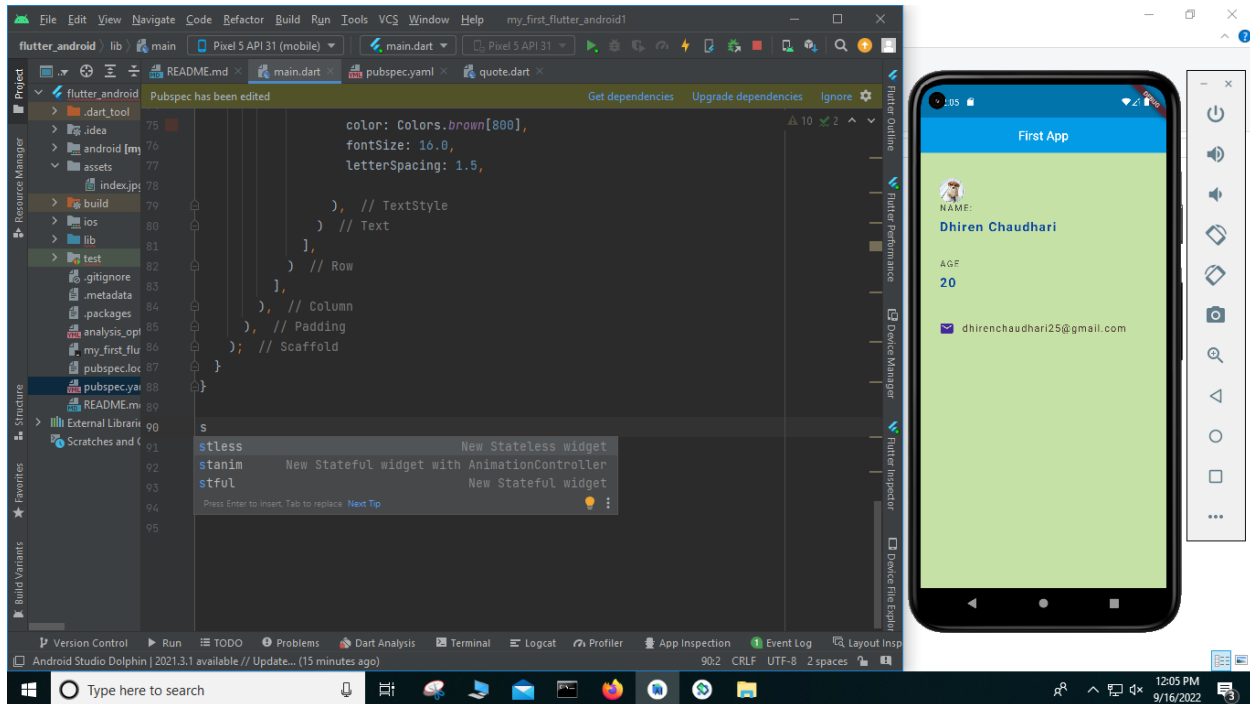 File Edit View Navigate Code Refactor Build Run Tools VCS Window Help my_first_flutter_android1
flutter_android lib main Pixel 5 API 31 (mobile) main.dart Pixel 5 API 31
README.md main.dart pubspec.yaml quote.dart
Pubspec has been edited Get dependencies Upgrade dependencies Ignore
Project
Resource Manager
Structure
Favorites
Build Variants
flutter_android
.dart_tool
.idea
android [my
assets
index.jpg
build
ios
lib
test
.gitignore
.metadata
.packages
analysis_opt
my_first_flu
pubspec.loc
pubspec.yar
README.m
External Librarie
Scratches and C
10 2
75 color: Colors.brown[800],
76 fontSize: 16.0,
77 letterSpacing: 1.5,
78
79 ), // TextStyle
80 ) // Text
81 ],
82 ) // Row
83 ],
84 ), // Column
85 ), // Padding
86 ); // Scaffold
87 }
88 }
89
90 s
91
92
93
94
95
stless New Stateless widget
stanim New Stateful widget with AnimationController
stful New Stateful widget
Press Enter to insert, Tab to replace Next Tip
Flutter Outline
Flutter Performance
Device Manager
Flutter Inspector
Device File Explor
Version Control Run TODO Problems Dart Analysis Terminal Logcat Profiler App Inspection 1 Event Log Layout Insp
Android Studio Dolphin | 2021.3.1 available // Update... (15 minutes ago) 90:2 CRLF UTF-8 2 spaces
:05
DEBUG
First App
NAME:
Dhiren Chaudhari
AGE
20
dhirenchaudhari25@gmail.com
Type here to search
12:05 PM
9/16/2022
3